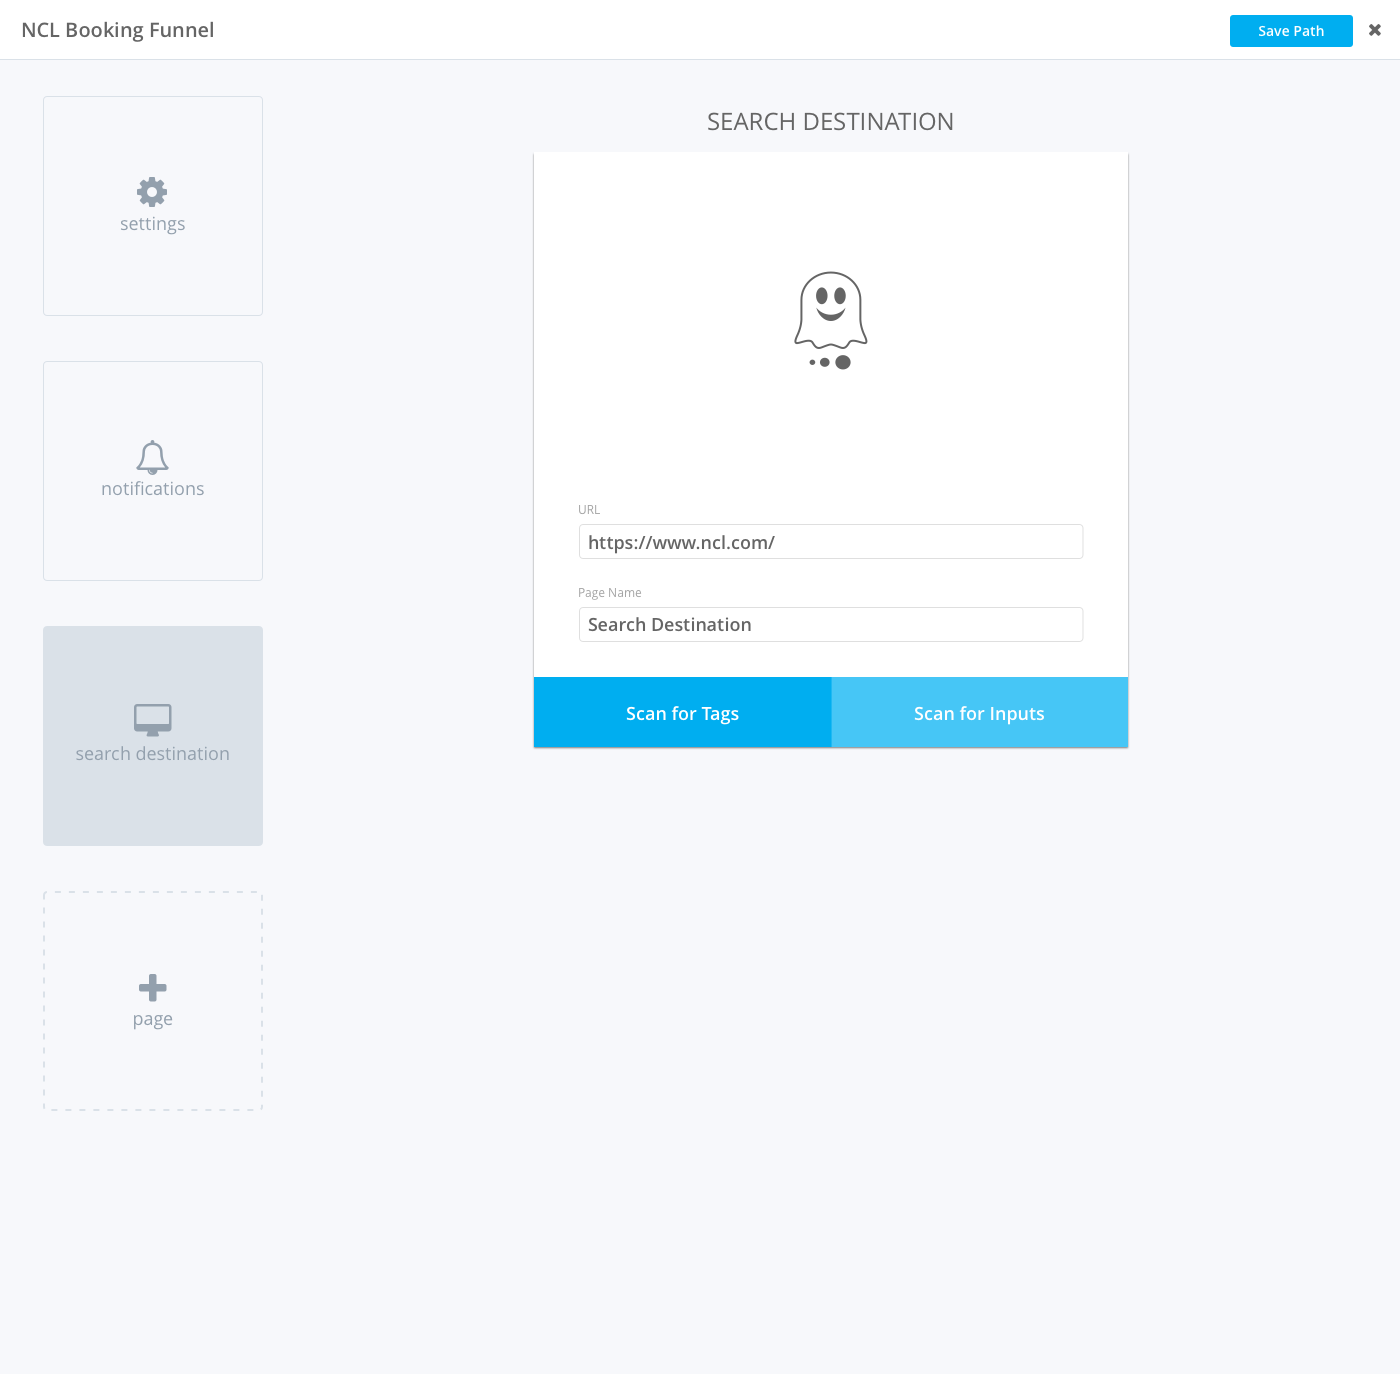 NCL Booking Funnel
Save Path
settings
notifications
search destination
page
SEARCH DESTINATION
URL
https://www.ncl.com/
Page Name
Search Destination
Scan for Tags
Scan for Inputs